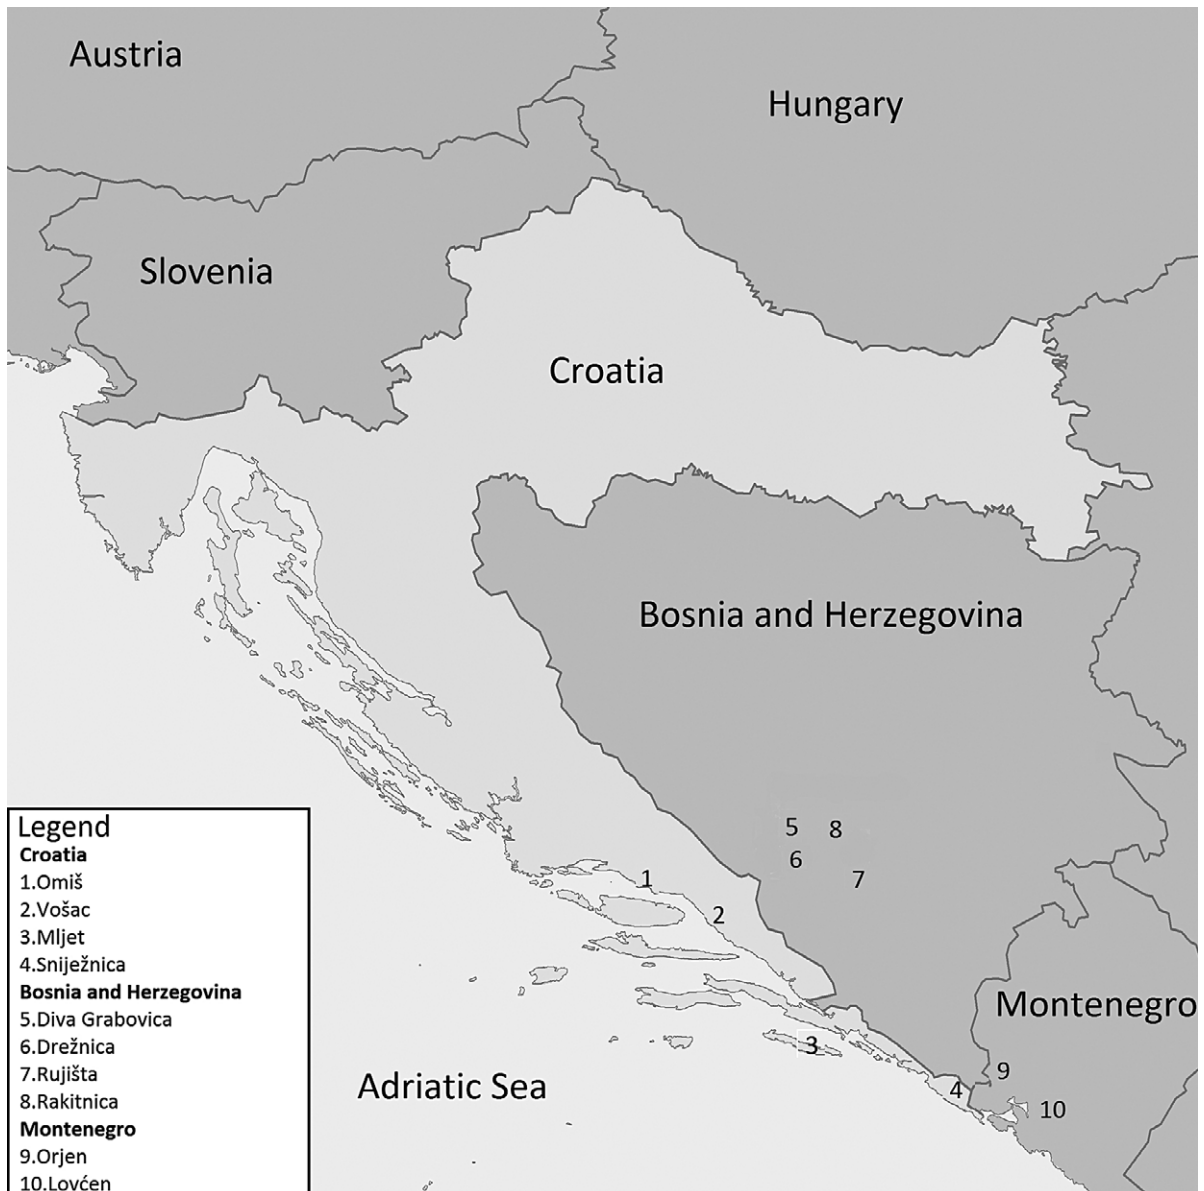 Austria
Hungary
Slovenia
Croatia
Bosnia and Herzegovina
5
8
6
7
1
2
Montenegro
3
9
4
10
Adriatic Sea
Legend
Croatia
1.Omiš
2.Vošac
3.Mljet
4.Sniježnica
Bosnia and Herzegovina
5.Diva Grabovica
6.Drežnica
7.Rujišta
8.Rakitnica
Montenegro
9.Orjen
10.Lovćen